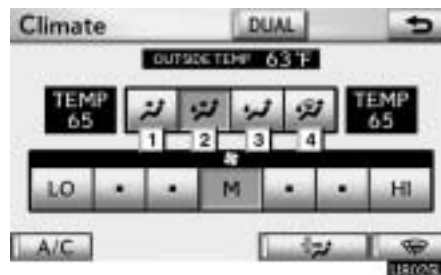 Climate DUAL
OUTSIDE TEMP 63°F
TEMP 65 TEMP 65
1 2 3 4
LO M HI
A/C